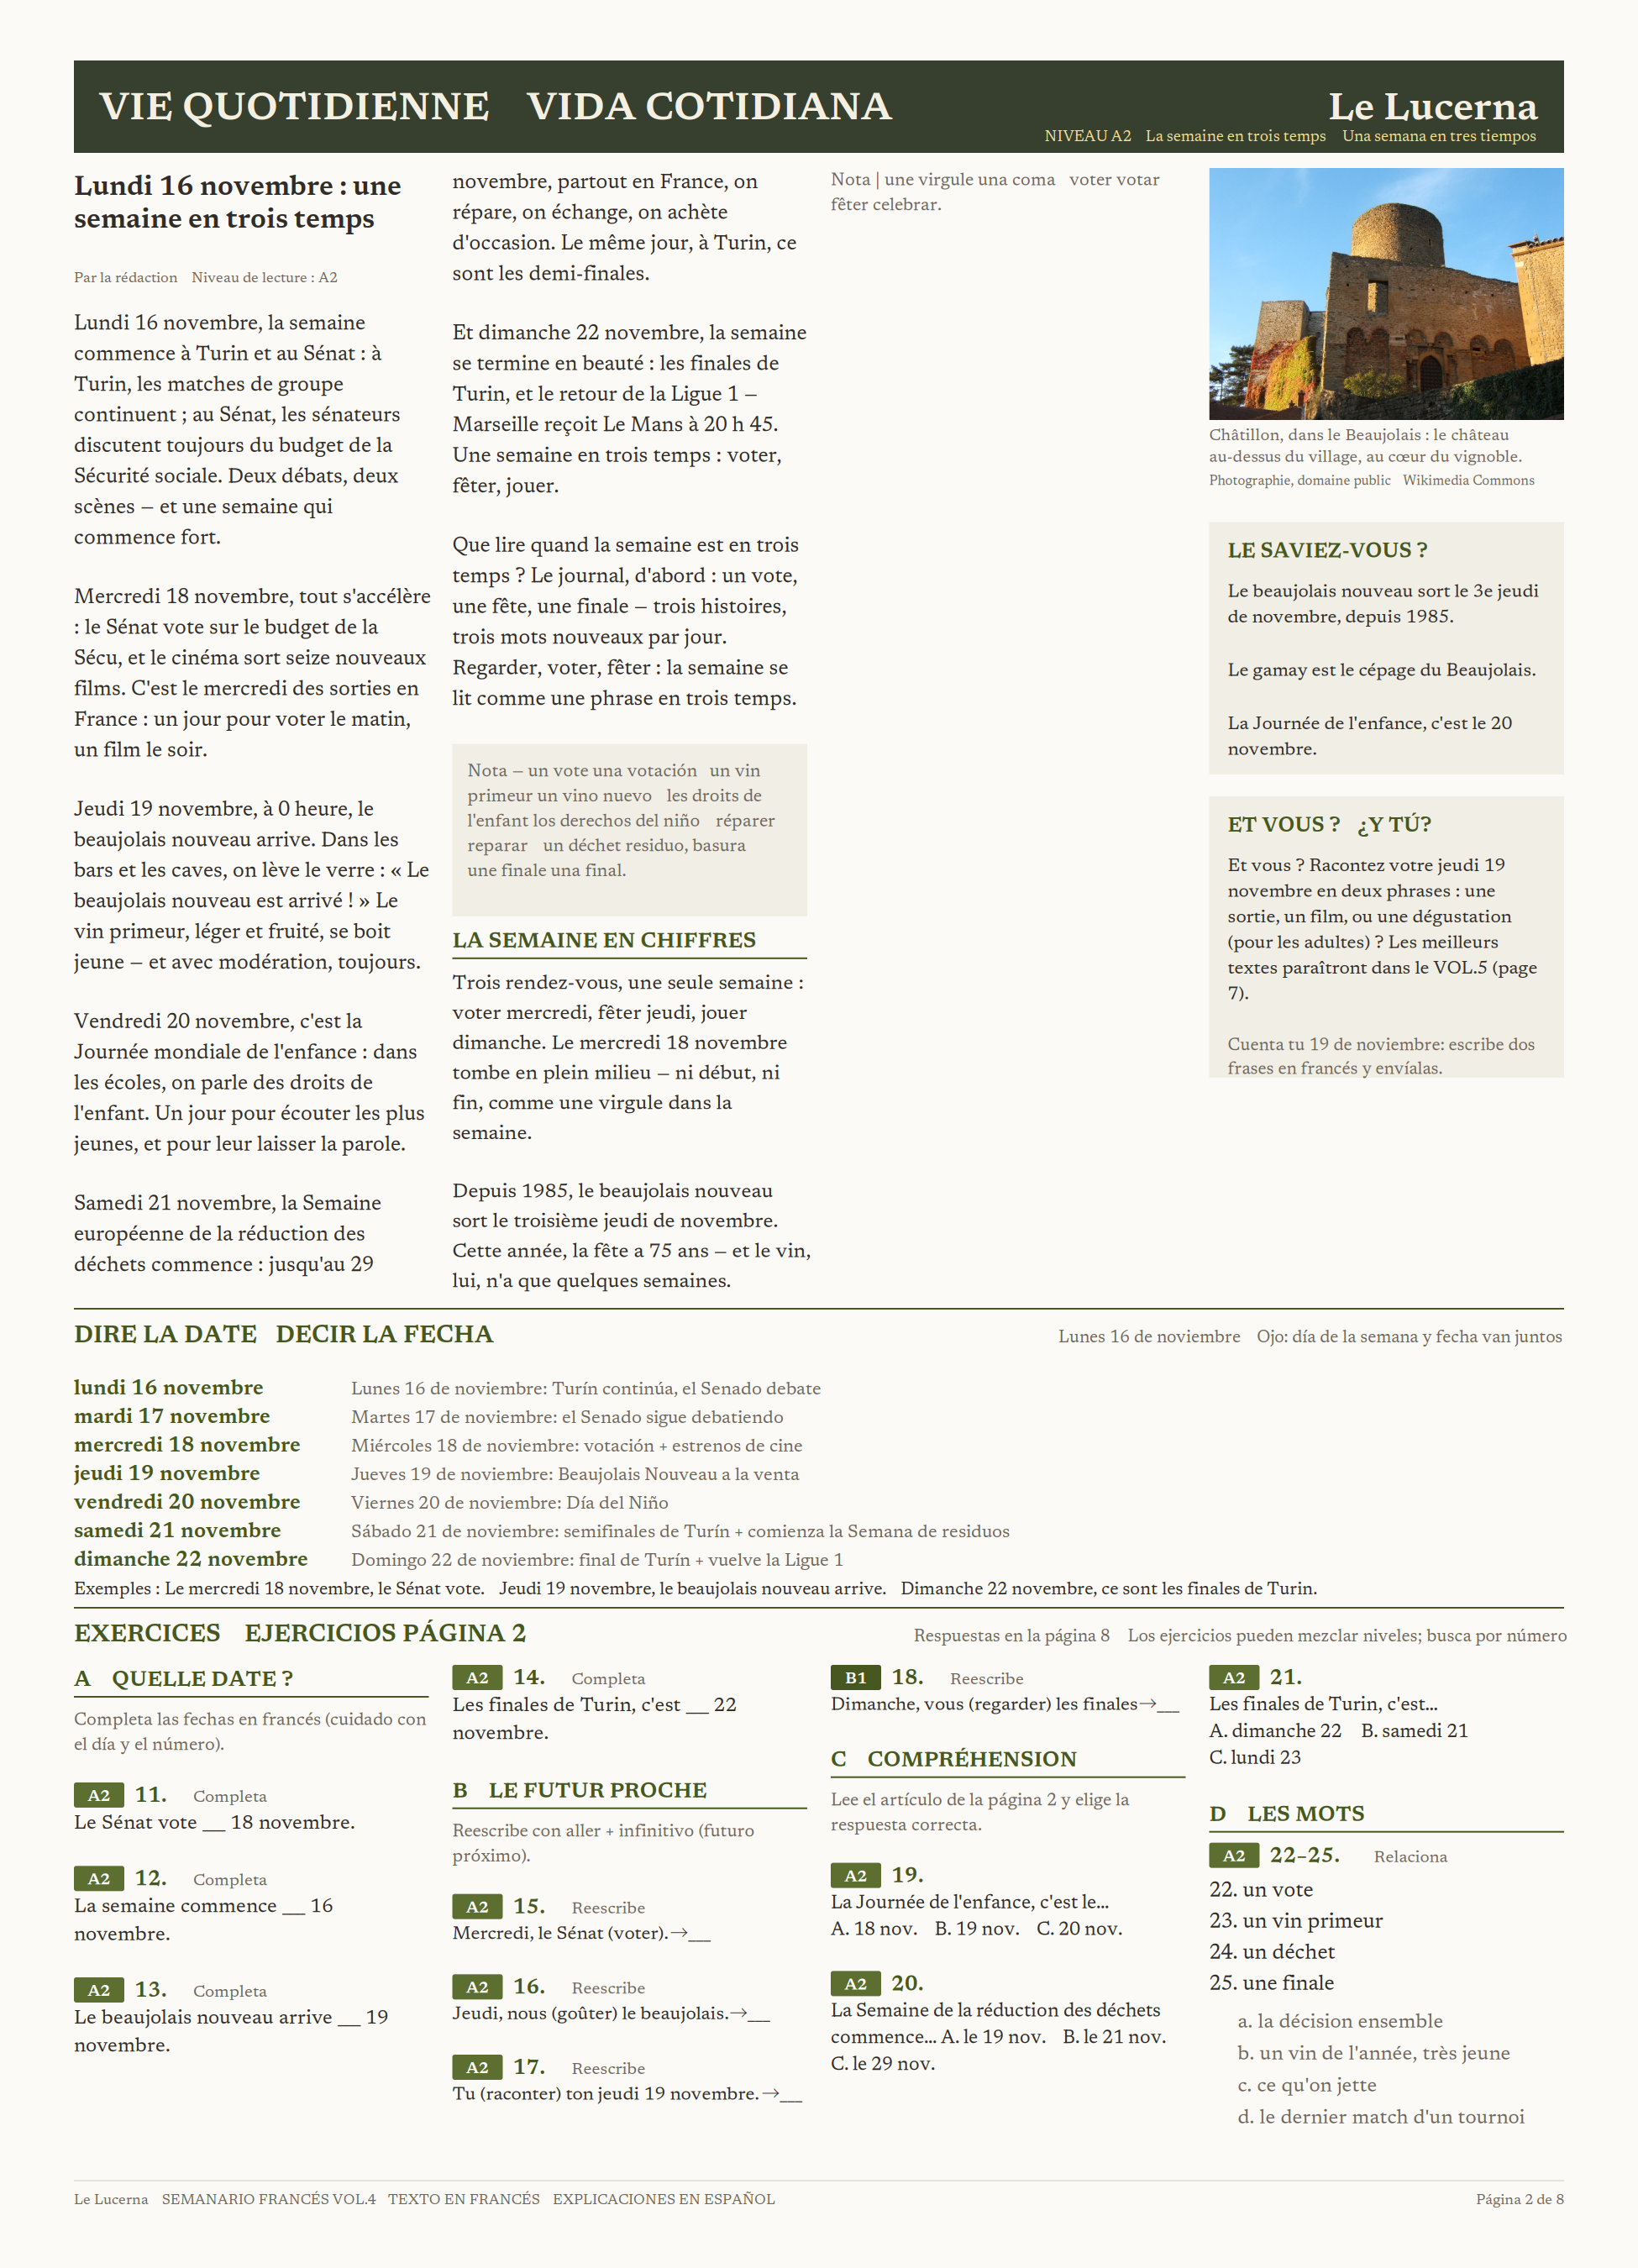 VIE QUOTIDIENNE VIDA COTIDIANA
Le Lucerna
NIVEAU A2 La semaine en trois temps Una semana en tres tiempos
Lundi 16 novembre : une
semaine en trois temps
Par la rédaction Niveau de lecture : A2
Lundi 16 novembre, la semaine
commence à Turin et au Sénat : à
Turin, les matches de groupe
continuent ; au Sénat, les sénateurs
discutent toujours du budget de la
Sécurité sociale. Deux débats, deux
scènes – et une semaine qui
commence fort.
Mercredi 18 novembre, tout s'accélère
: le Sénat vote sur le budget de la
Sécu, et le cinéma sort seize nouveaux
films. C'est le mercredi des sorties en
France : un jour pour voter le matin,
un film le soir.
Jeudi 19 novembre, à 0 heure, le
beaujolais nouveau arrive. Dans les
bars et les caves, on lève le verre : « Le
beaujolais nouveau est arrivé ! » Le
vin primeur, léger et fruité, se boit
jeune – et avec modération, toujours.
Vendredi 20 novembre, c'est la
Journée mondiale de l'enfance : dans
les écoles, on parle des droits de
l'enfant. Un jour pour écouter les plus
jeunes, et pour leur laisser la parole.
Samedi 21 novembre, la Semaine
européenne de la réduction des
déchets commence : jusqu'au 29
novembre, partout en France, on
répare, on échange, on achète
d'occasion. Le même jour, à Turin, ce
sont les demi-finales.
Et dimanche 22 novembre, la semaine
se termine en beauté : les finales de
Turin, et le retour de la Ligue 1 –
Marseille reçoit Le Mans à 20 h 45.
Une semaine en trois temps : voter,
fêter, jouer.
Que lire quand la semaine est en trois
temps ? Le journal, d'abord : un vote,
une fête, une finale – trois histoires,
trois mots nouveaux par jour.
Regarder, voter, fêter : la semaine se
lit comme une phrase en trois temps.
Nota – un vote una votación un vin
primeur un vino nuevo les droits de
l'enfant los derechos del niño réparer
reparar un déchet residuo, basura
une finale una final.
LA SEMAINE EN CHIFFRES
Trois rendez-vous, une seule semaine :
voter mercredi, fêter jeudi, jouer
dimanche. Le mercredi 18 novembre
tombe en plein milieu – ni début, ni
fin, comme une virgule dans la
semaine.
Depuis 1985, le beaujolais nouveau
sort le troisième jeudi de novembre.
Cette année, la fête a 75 ans – et le vin,
lui, n'a que quelques semaines.
Nota | une virgule una coma voter votar
fêter celebrar.
Châtillon, dans le Beaujolais : le château
au-dessus du village, au cœur du vignoble.
Photographie, domaine public Wikimedia Commons
LE SAVIEZ-VOUS ?
Le beaujolais nouveau sort le 3e jeudi
de novembre, depuis 1985.
Le gamay est le cépage du Beaujolais.
La Journée de l'enfance, c'est le 20
novembre.
ET VOUS ? ¿Y TÚ?
Et vous ? Racontez votre jeudi 19
novembre en deux phrases : une
sortie, un film, ou une dégustation
(pour les adultes) ? Les meilleurs
textes paraîtront dans le VOL.5 (page
7).
Cuenta tu 19 de noviembre: escribe dos
frases en francés y envíalas.
DIRE LA DATE DECIR LA FECHA
Lunes 16 de noviembre Ojo: día de la semana y fecha van juntos
lundi 16 novembre Lunes 16 de noviembre: Turín continúa, el Senado debate
mardi 17 novembre Martes 17 de noviembre: el Senado sigue debatiendo
mercredi 18 novembre Miércoles 18 de noviembre: votación + estrenos de cine
jeudi 19 novembre Jueves 19 de noviembre: Beaujolais Nouveau a la venta
vendredi 20 novembre Viernes 20 de noviembre: Día del Niño
samedi 21 novembre Sábado 21 de noviembre: semifinales de Turín + comienza la Semana de residuos
dimanche 22 novembre Domingo 22 de noviembre: final de Turín + vuelve la Ligue 1
Exemples : Le mercredi 18 novembre, le Sénat vote. Jeudi 19 novembre, le beaujolais nouveau arrive. Dimanche 22 novembre, ce sont les finales de Turin.
EXERCICES EJERCICIOS PÁGINA 2
Respuestas en la página 8 Los ejercicios pueden mezclar niveles; busca por número
A QUELLE DATE ?
Completa las fechas en francés (cuidado con
el día y el número).
A2 11. Completa
Le Sénat vote __ 18 novembre.
A2 12. Completa
La semaine commence __ 16
novembre.
A2 13. Completa
Le beaujolais nouveau arrive __ 19
novembre.
A2 14. Completa
Les finales de Turin, c'est __ 22
novembre.
B LE FUTUR PROCHE
Reescribe con aller + infinitivo (futuro
próximo).
A2 15. Reescribe
Mercredi, le Sénat (voter).→__
A2 16. Reescribe
Jeudi, nous (goûter) le beaujolais.→__
A2 17. Reescribe
Tu (raconter) ton jeudi 19 novembre.→__
B1 18. Reescribe
Dimanche, vous (regarder) les finales→__
C COMPRÉHENSION
Lee el artículo de la página 2 y elige la
respuesta correcta.
A2 19.
La Journée de l'enfance, c'est le...
A. 18 nov. B. 19 nov. C. 20 nov.
A2 20.
La Semaine de la réduction des déchets
commence... A. le 19 nov. B. le 21 nov.
C. le 29 nov.
A2 21.
Les finales de Turin, c'est...
A. dimanche 22 B. samedi 21
C. lundi 23
D LES MOTS
A2 22–25. Relaciona
22. un vote
23. un vin primeur
24. un déchet
25. une finale
a. la décision ensemble
b. un vin de l'année, très jeune
c. ce qu'on jette
d. le dernier match d'un tournoi
Le Lucerna SEMANARIO FRANCÉS VOL.4 TEXTO EN FRANCÉS EXPLICACIONES EN ESPAÑOL
Página 2 de 8